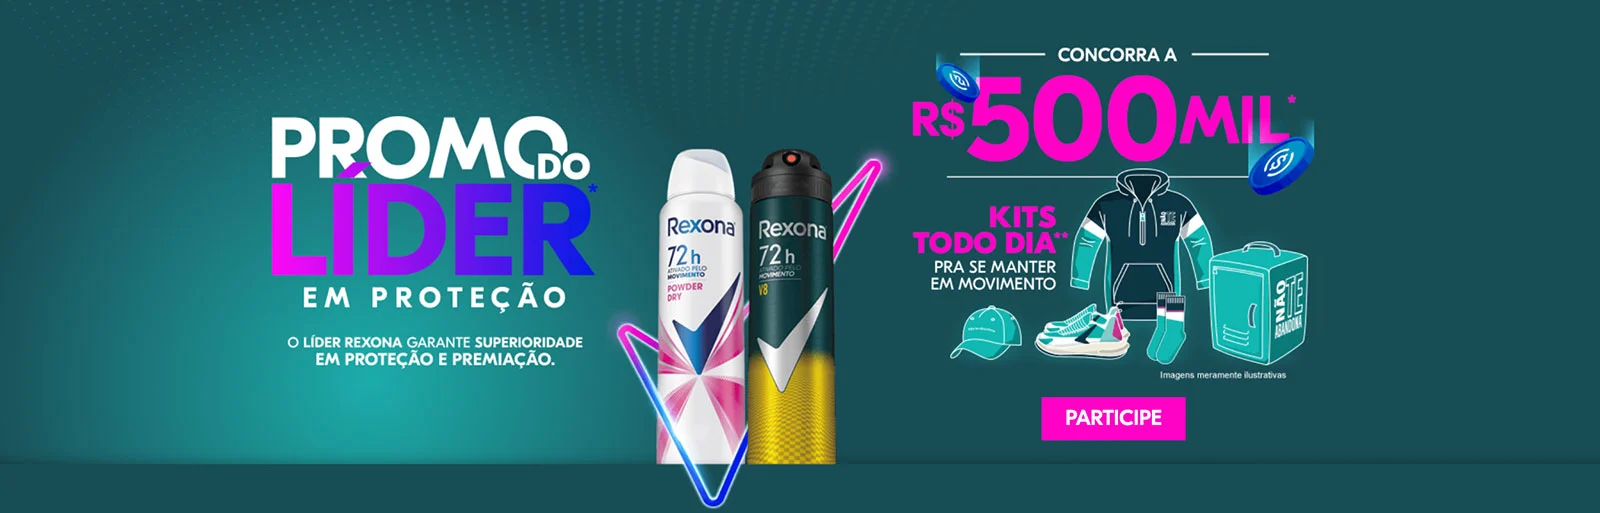 PROMO DO
LÍDER*
EM PROTEÇÃO
O LÍDER REXONA GARANTE SUPERIORIDADE
EM PROTEÇÃO E PREMIAÇÃO.
Rexona
72h
ATIVADO PELO
MOVIMENTO
POWDER
DRY
Rexona
72h
ATIVADO PELO
MOVIMENTO
V8
CONCORRA A
R$500MIL*
KITS
TODO DIA**
PRA SE MANTER
EM MOVIMENTO
NÃO
TE
ABANDONA
Imagens meramente ilustrativas
PARTICIPE